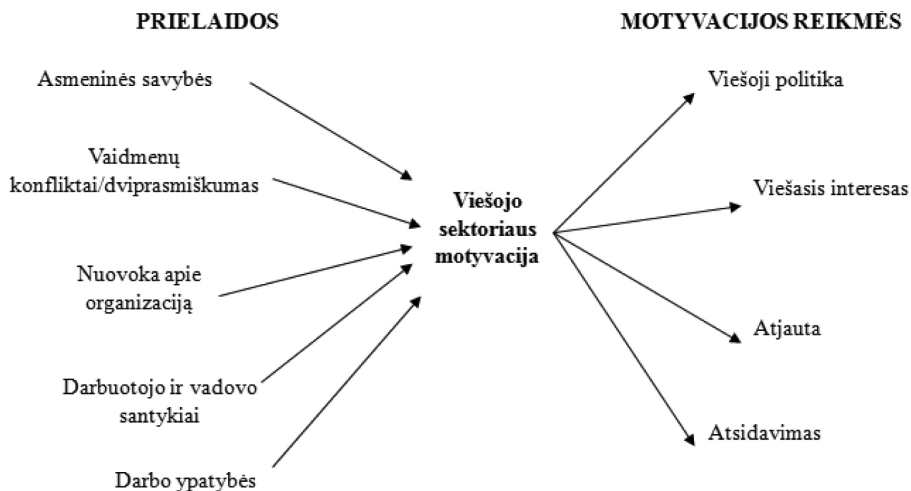 PRIELAIDOS
Asmeninės savybės
Vaidmenų
konfliktai/dviprasmiškumas
Nuovoka apie
organizaciją
Darbuotojo ir vadovo
santykiai
Darbo ypatybės
Viešojo
sektoriaus
motyvacija
MOTYVACIJOS REIKMĖS
Viešoji politika
Viešasis interesas
Atjauta
Atsidavimas